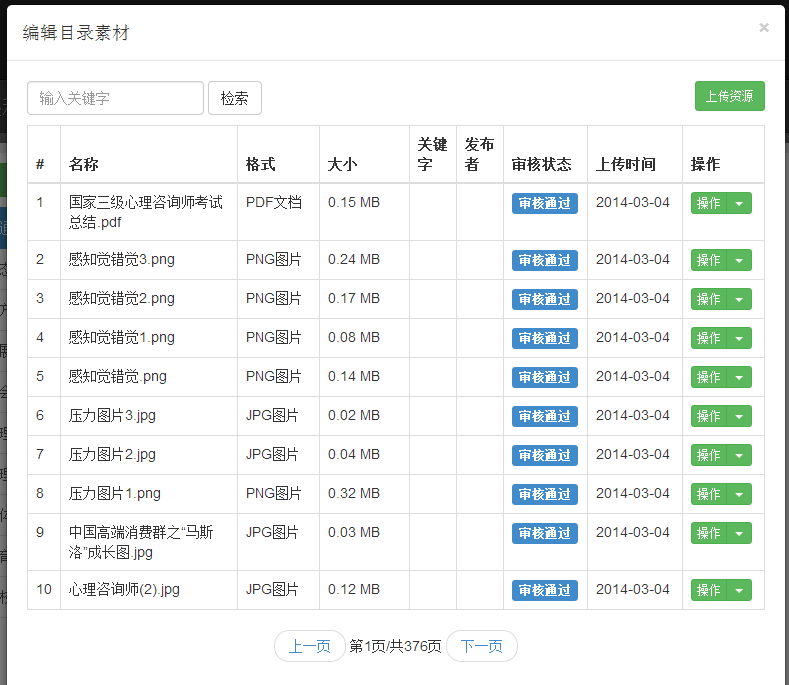 编辑目录素材
×
输入关键字 检索 上传资源
# 名称 格式 大小 关键字 发布者 审核状态 上传时间 操作
1 国家三级心理咨询师考试总结.pdf PDF文档 0.15 MB 审核通过 2014-03-04 操作
2 感知觉错觉3.png PNG图片 0.24 MB 审核通过 2014-03-04 操作
3 感知觉错觉2.png PNG图片 0.17 MB 审核通过 2014-03-04 操作
4 感知觉错觉1.png PNG图片 0.08 MB 审核通过 2014-03-04 操作
5 感知觉错觉.png PNG图片 0.14 MB 审核通过 2014-03-04 操作
6 压力图片3.jpg JPG图片 0.02 MB 审核通过 2014-03-04 操作
7 压力图片2.jpg JPG图片 0.04 MB 审核通过 2014-03-04 操作
8 压力图片1.png PNG图片 0.32 MB 审核通过 2014-03-04 操作
9 中国高端消费群之“马斯洛”成长图.jpg JPG图片 0.03 MB 审核通过 2014-03-04 操作
10 心理咨询师(2).jpg JPG图片 0.12 MB 审核通过 2014-03-04 操作
上一页 第1页/共376页 下一页